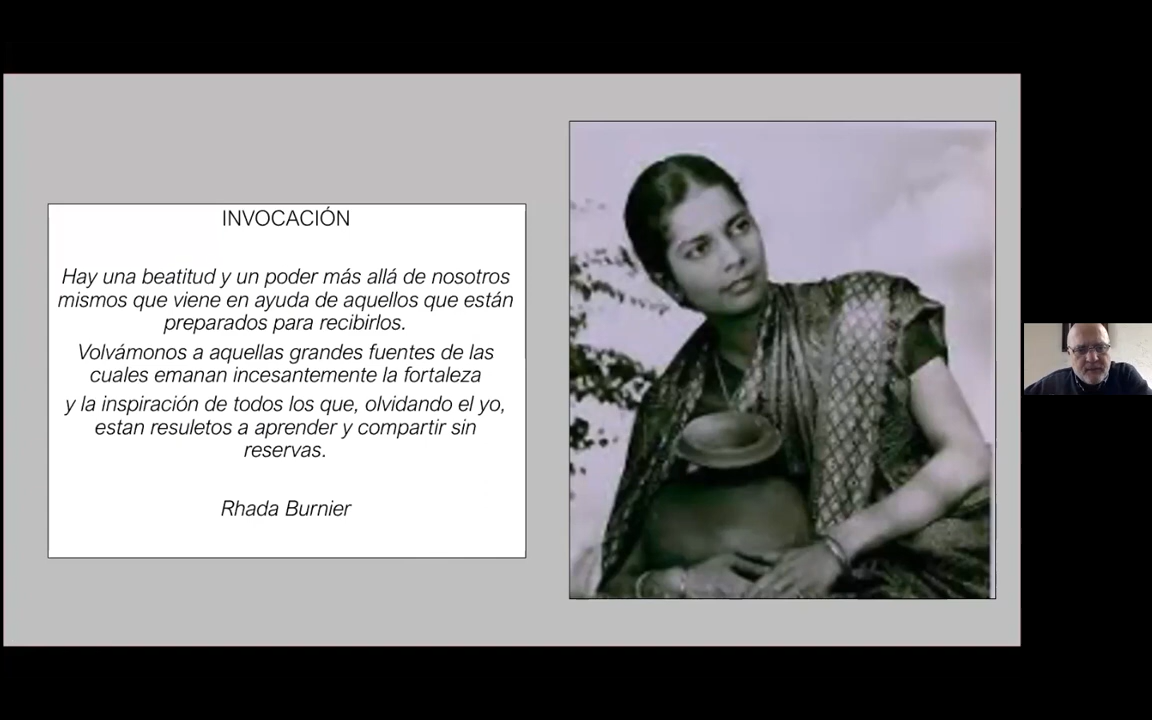 INVOCACIÓN
Hay una beatitud y un poder más allá de nosotros
mismos que viene en ayuda de aquellos que están
preparados para recibirlos.
Volvámonos a aquellas grandes fuentes de las
cuales emanan incesantemente la fortaleza
y la inspiración de todos los que, olvidando el yo,
estan resuletos a aprender y compartir sin
reservas.
Rhada Burnier